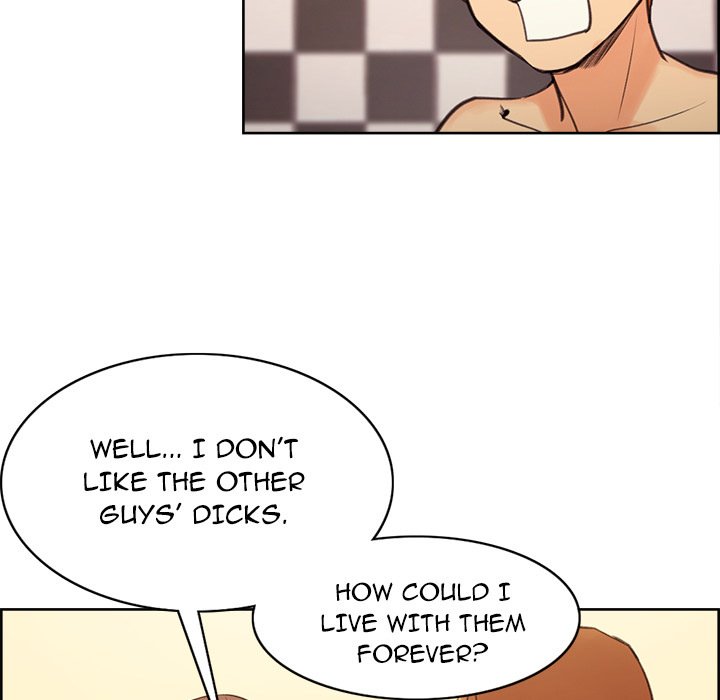 WELL... I DON'T
LIKE THE OTHER
GUYS' DICKS.
HOW COULD I
LIVE WITH THEM
FOREVER?